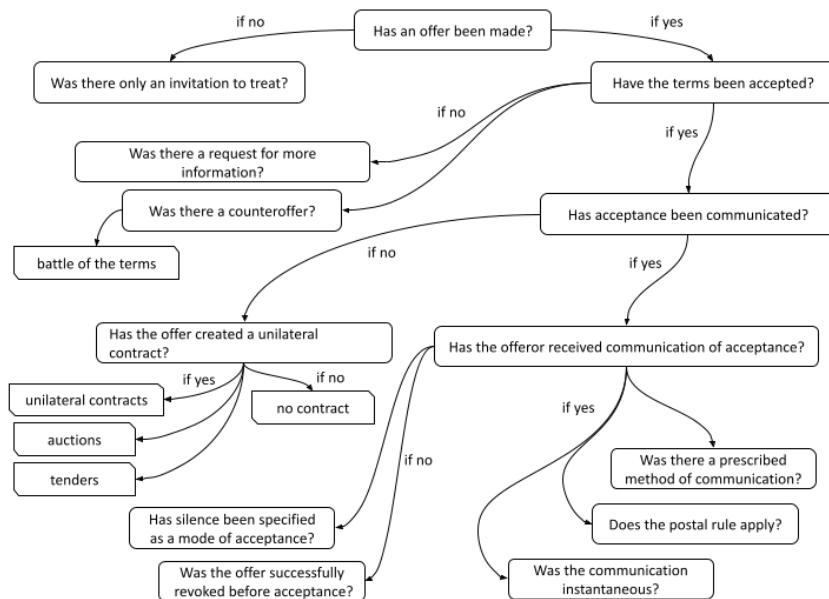 Has an offer been made?
if no
if yes
Was there only an invitation to treat?
Have the terms been accepted?
if no
if yes
Was there a request for more
information?
Was there a counteroffer?
Has acceptance been communicated?
battle of the terms
if no
if yes
Has the offer created a unilateral
contract?
Has the offeror received communication of acceptance?
if yes
if no
unilateral contracts
no contract
auctions
tenders
if no
if yes
Was there a prescribed
method of communication?
Has silence been specified
as a mode of acceptance?
Does the postal rule apply?
Was the offer successfully
revoked before acceptance?
Was the communication
instantaneous?